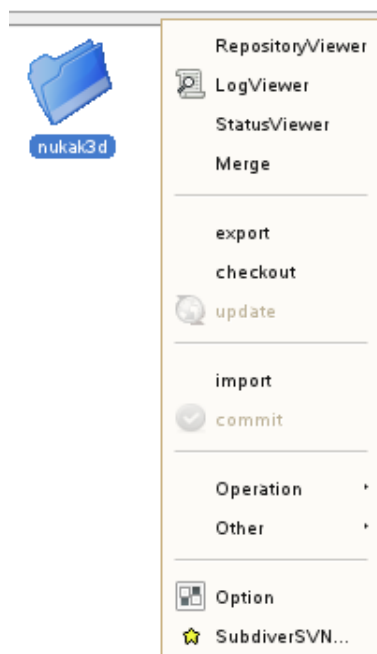 RepositoryViewer
LogViewer
nukak3d
StatusViewer
Merge
export
checkout
update
import
commit
Operation
Other
Option
SubdiverSVN...